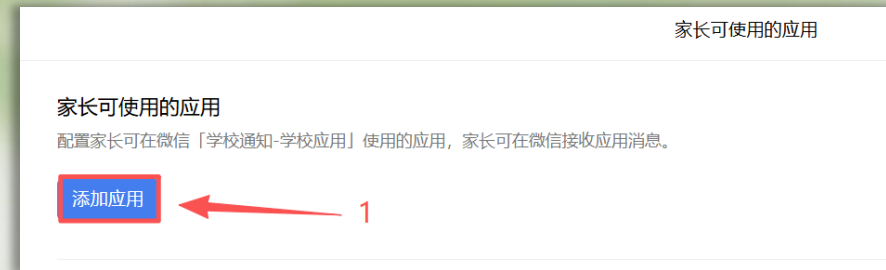 家长可使用的应用
家长可使用的应用
配置家长可在微信「学校通知-学校应用」使用的应用，家长可在微信接收应用消息。
添加应用
1